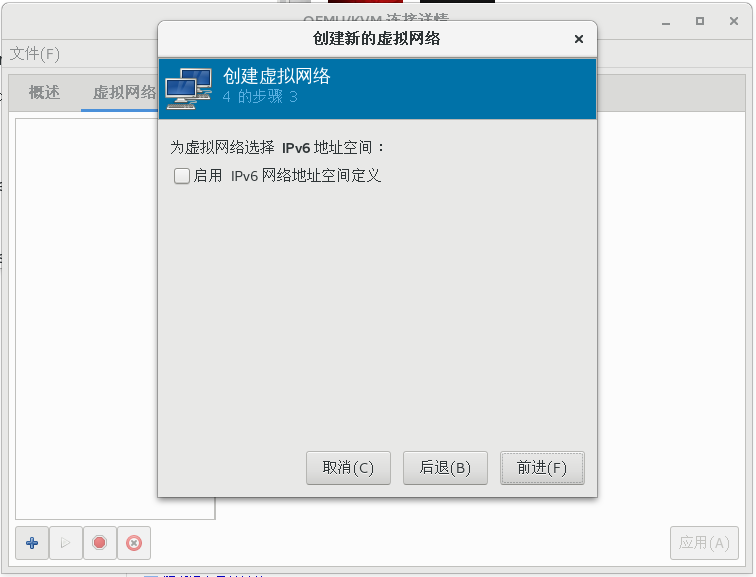 QEMU/KVM 连接详情
创建新的虚拟网络
文件(F)
概述
虚拟网络
创建虚拟网络
4 的步骤 3
为虚拟网络选择 IPv6 地址空间：
启用 IPv6 网络地址空间定义
取消(C)
后退(B)
前进(F)
应用(A)